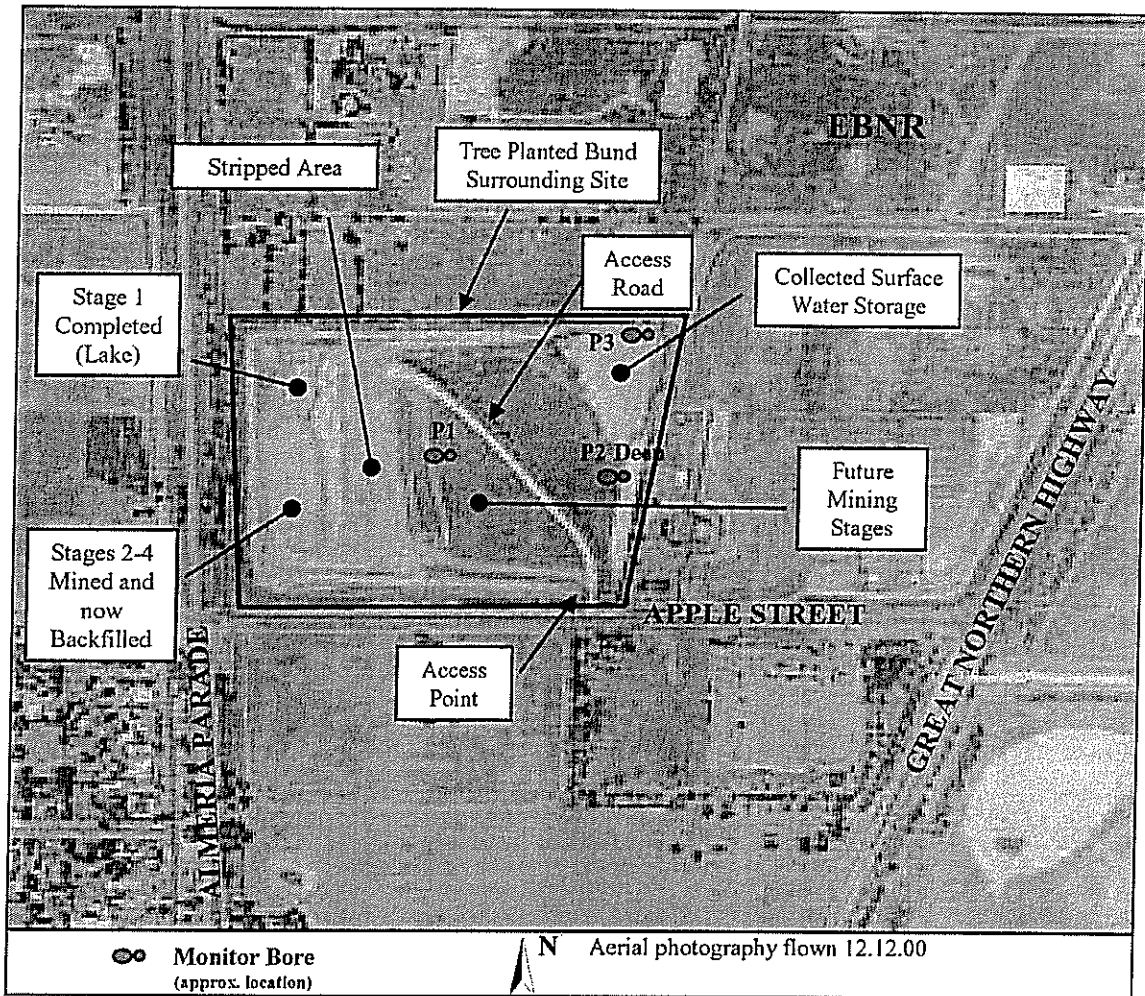 EBNR
Stripped Area
Tree Planted Bund
Surrounding Site
Access
Road
Collected Surface
Water Storage
Stage 1
Completed
(Lake)
P3
P1
P2 Deep
Future
Mining
Stages
GREAT NORTHERN HIGHWAY
Stages 2-4
Mined and
now
Backfilled
APPLE STREET
Access
Point
ALMERIA PARADE
Monitor Bore
(approx. location)
N
Aerial photography flown 12.12.00